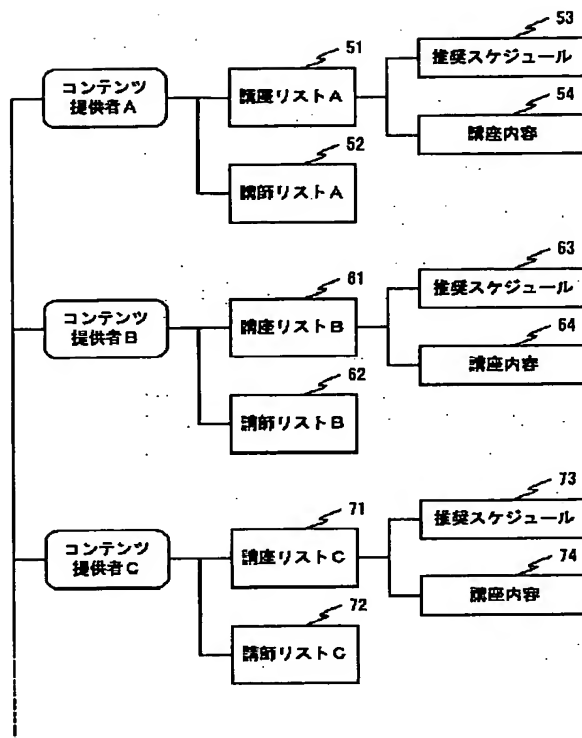 53
推奨スケジュール
51
コンテンツ
提供者A
講座リストA
54
講座内容
52
講師リストA
63
推奨スケジュール
61
コンテンツ
提供者B
講座リストB
64
講座内容
62
講師リストB
73
推奨スケジュール
71
コンテンツ
提供者C
講座リストC
74
講座内容
72
講師リストC